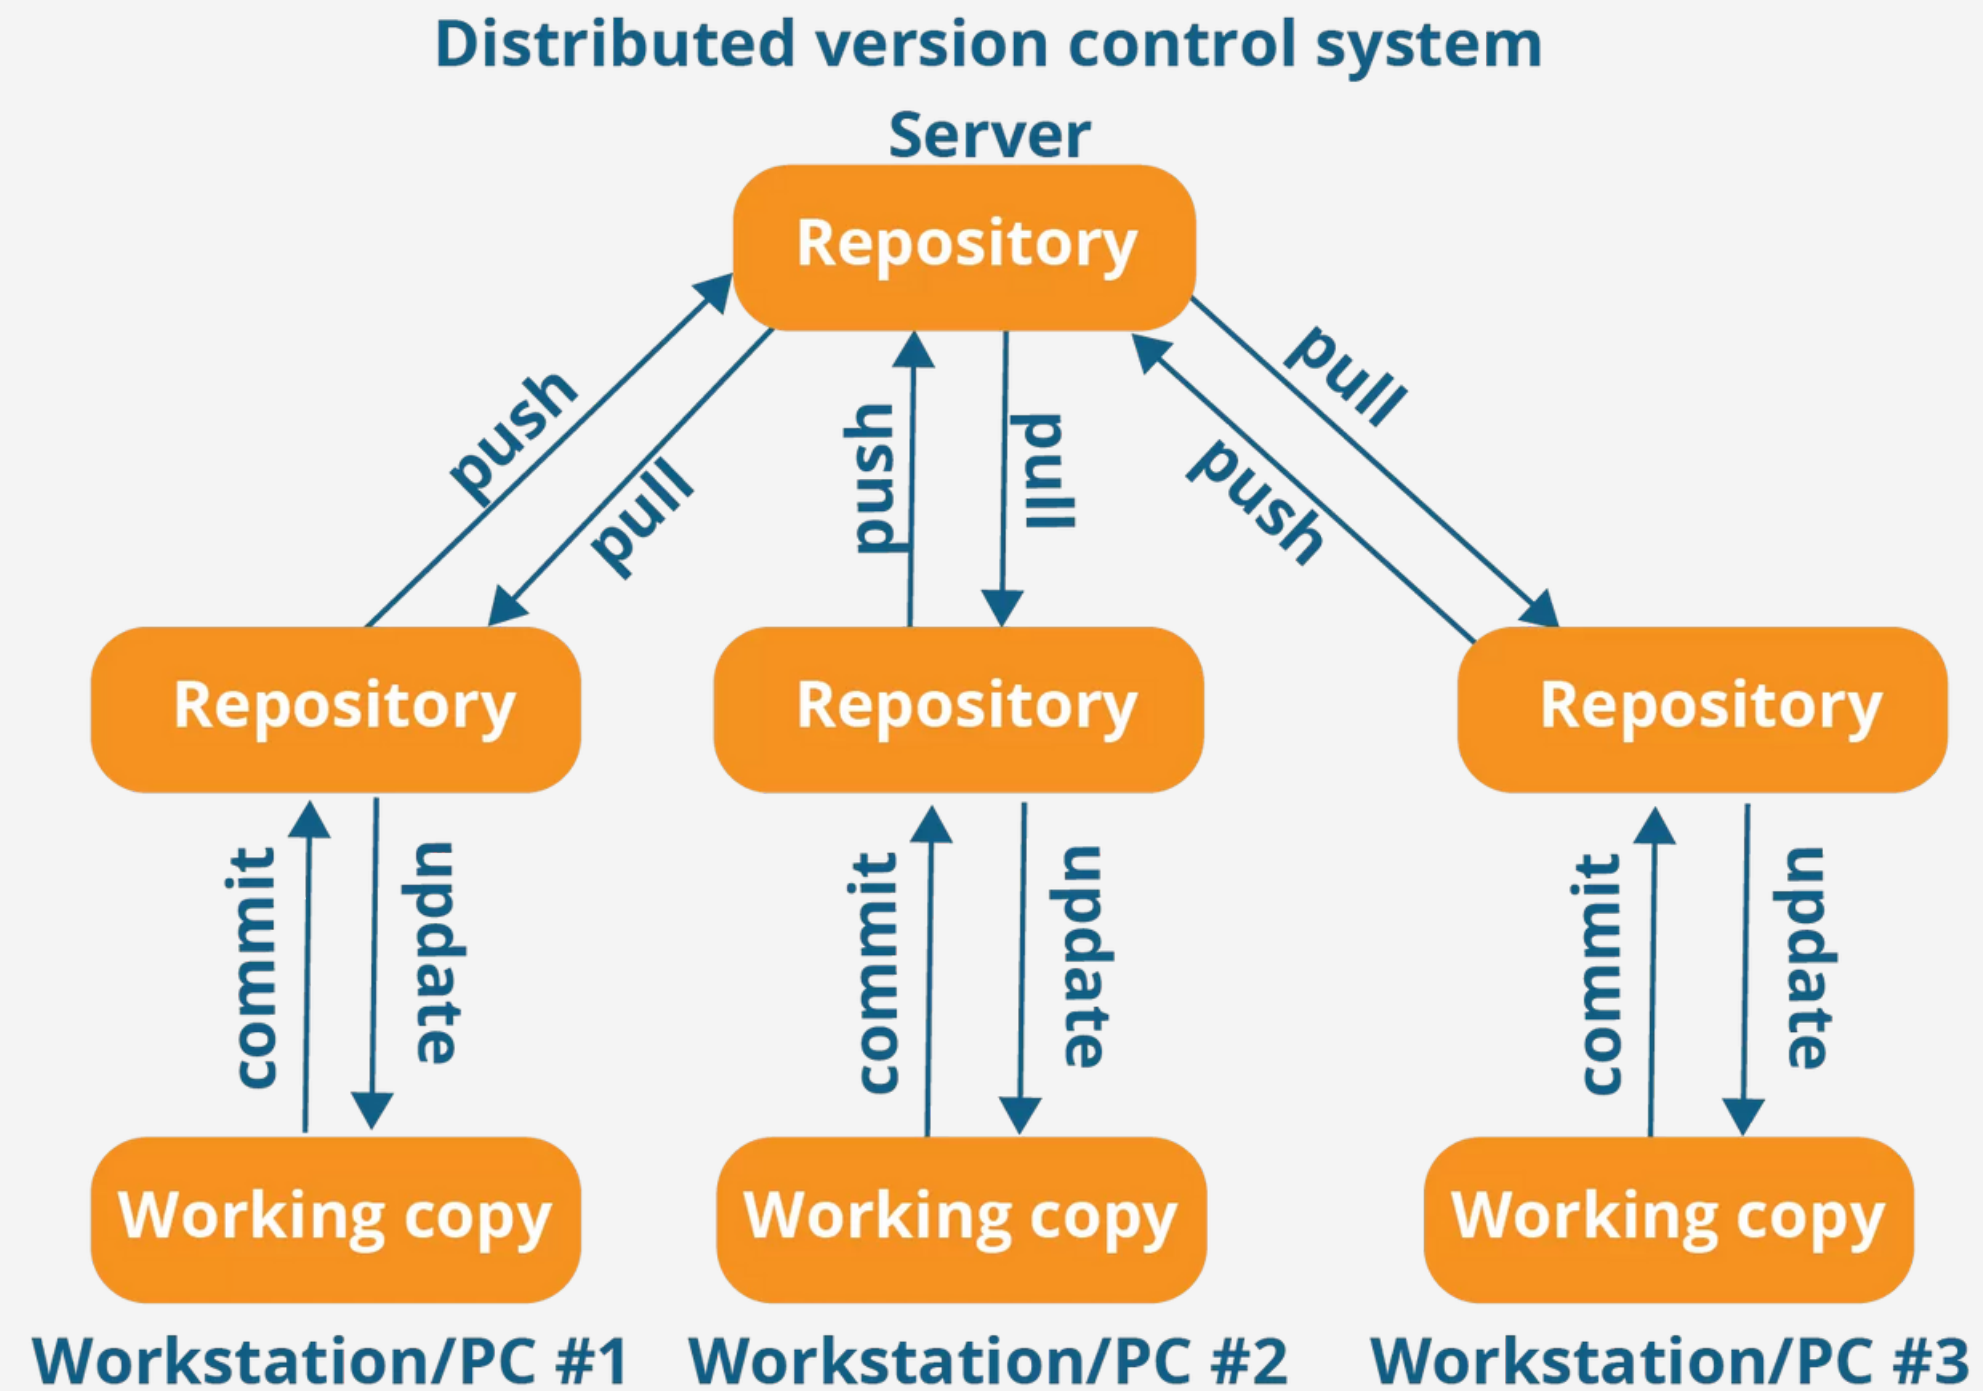 Distributed version control system
Server
Repository
push
pull
push
pull
push
pull
Repository
Repository
Repository
commit
update
commit
update
commit
update
Working copy
Working copy
Working copy
Workstation/PC #1
Workstation/PC #2
Workstation/PC #3